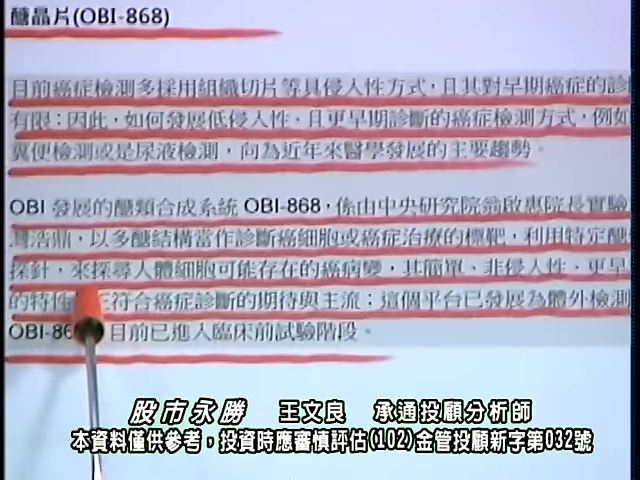 醣晶片(OBI-868)
目前癌症檢測多採用組織切片等具侵入性方式，且其對早期癌症的診
有限；因此，如何發展低侵入性、且更早期診斷的癌症檢測方式，例如
糞便檢測或是尿液檢測，向為近年來醫學發展的主要趨勢。
OBI 發展的醣類合成系統 OBI-868，係由中央研究院翁啟惠院長實驗
灣浩鼎，以多醣結構當作診斷癌細胞或癌症治療的標靶，利用特定醣
探針，來探尋人體細胞可能存在的癌病變，其簡單、非侵入性、更早
的特性 符合癌症診斷的期待與主流；這個平台已發展為體外檢測
OBI-86 目前已進入臨床前試驗階段。
股市永勝 王文良 承通投顧分析師
本資料僅供參考，投資時應審慎評估(102)金管投顧新字第032號